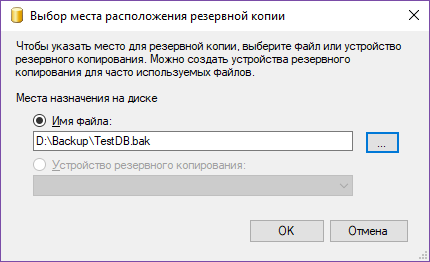 Выбор места расположения резервной копии
Чтобы указать место для резервной копии, выберите файл или устройство
резервного копирования. Можно создать устройства резервного
копирования для часто используемых файлов.
Места назначения на диске
Имя файла:
D:\Backup\TestDB.bak
...
Устройство резервного копирования:
OK
Отмена